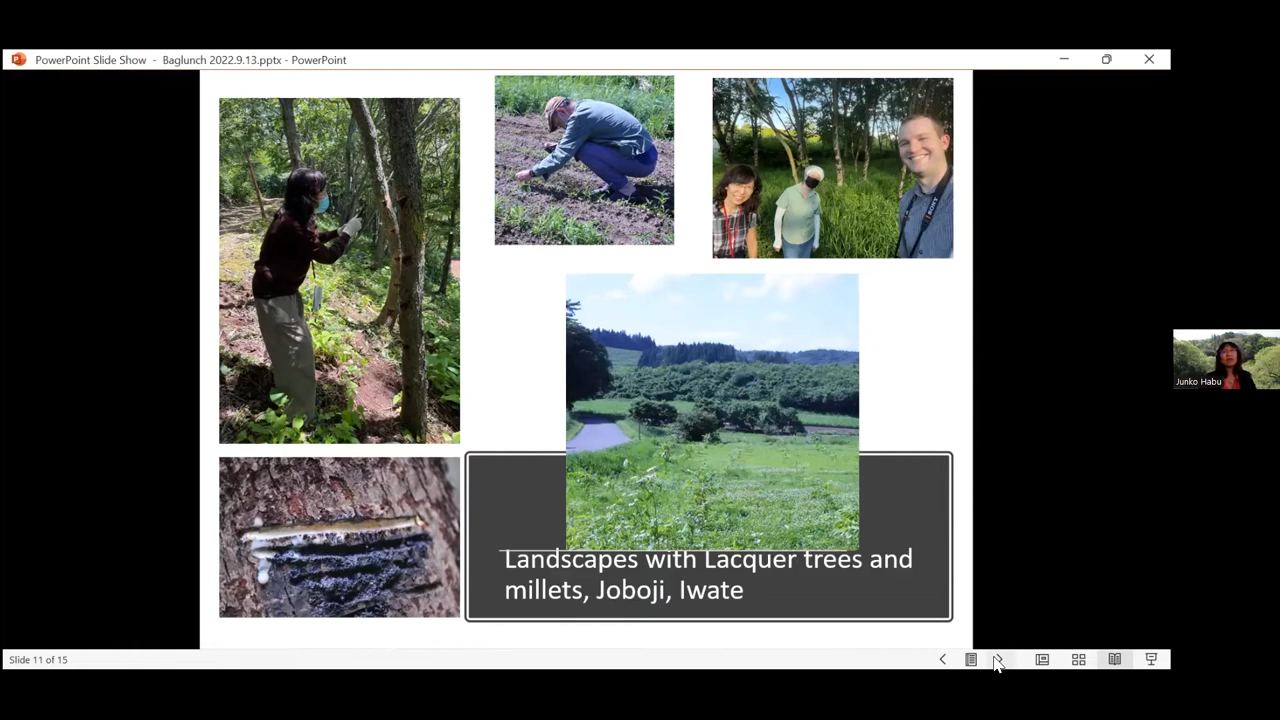 PowerPoint Slide Show - Baglunch 2022.9.13.pptx - PowerPoint
SONY
Junko Habu
Landscapes with Lacquer trees and
millets, Joboji, Iwate
Slide 11 of 15